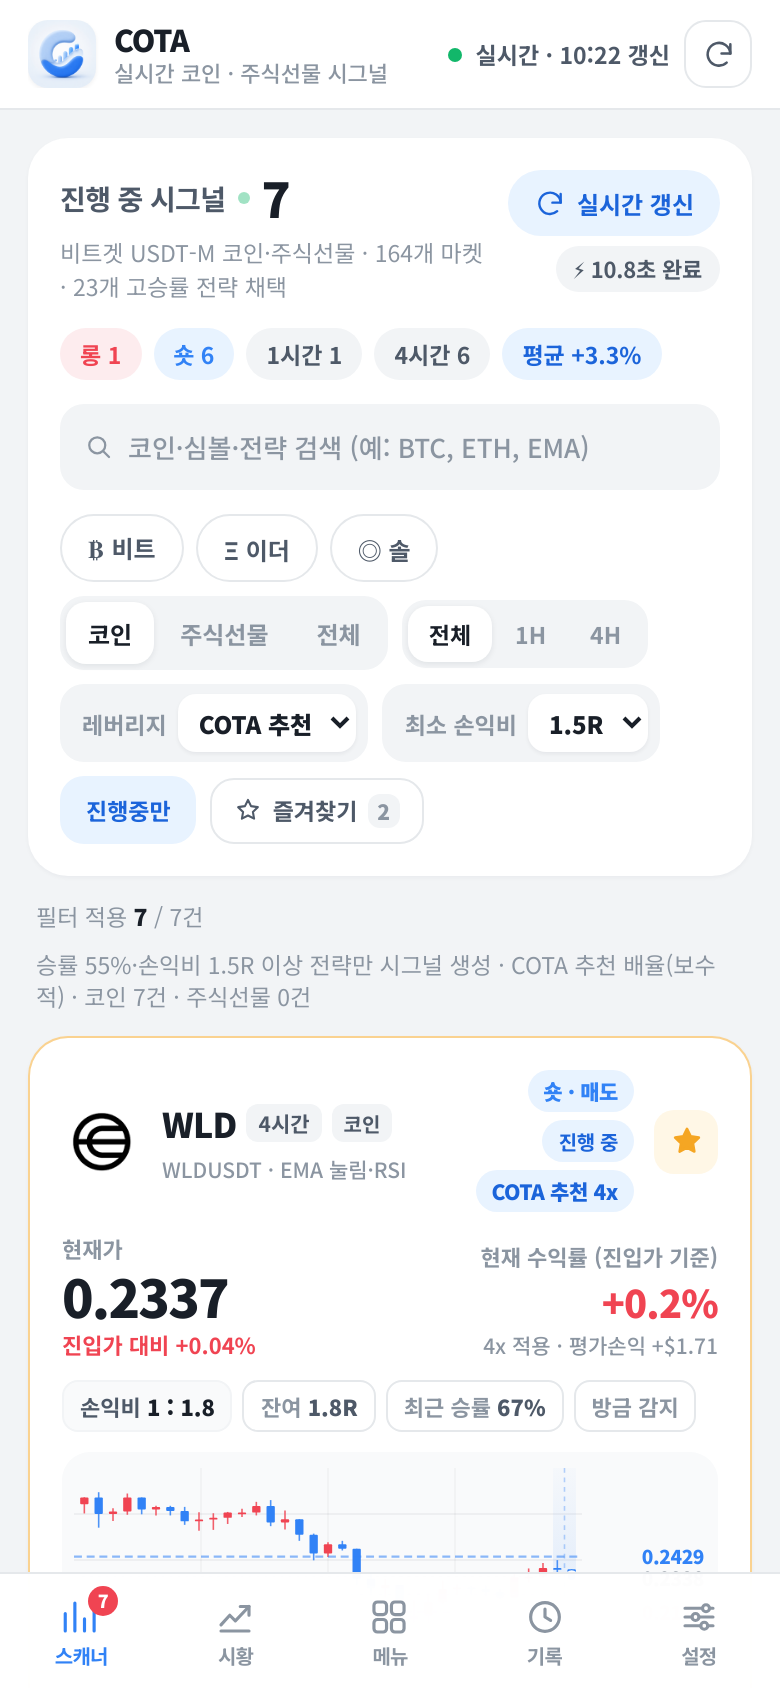 COTA
실시간 코인 · 주식선물 시그널
실시간 · 10:22 갱신
진행 중 시그널 7
실시간 갱신
비트겟 USDT-M 코인·주식선물 · 164개 마켓
· 23개 고승률 전략 채택
⚡ 10.8초 완료
롱 1 숏 6 1시간 1 4시간 6 평균 +3.3%
코인·심볼·전략 검색 (예: BTC, ETH, EMA)
₿ 비트 Ξ 이더 ◎ 솔
코인 주식선물 전체 전체 1H 4H
레버리지 COTA 추천 최소 손익비 1.5R
진행중만 즐겨찾기 2
필터 적용 7 / 7건
승률 55%·손익비 1.5R 이상 전략만 시그널 생성 · COTA 추천 배율(보수
적) · 코인 7건 · 주식선물 0건
숏 · 매도
WLD 4시간 코인
진행 중
WLDUSDT · EMA 눌림·RSI
COTA 추천 4x
현재가
현재 수익률 (진입가 기준)
0.2337
+0.2%
진입가 대비 +0.04%
4x 적용 · 평가손익 +$1.71
손익비 1 : 1.8 잔여 1.8R 최근 승률 67% 방금 감지
0.2429
7
스캐너 시황 메뉴 기록 설정